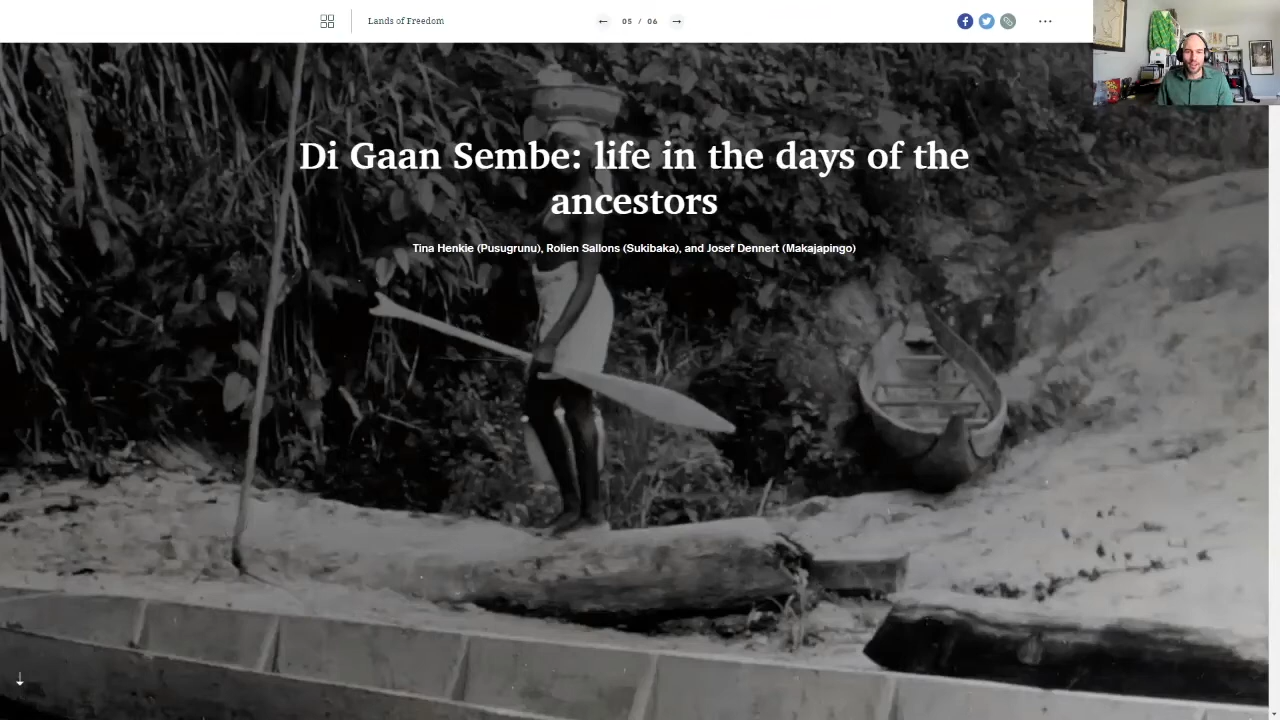 Lands of Freedom
05 / 06
Di Gaan Sembe: life in the days of the
ancestors
Tina Henkie (Pusugrunu), Rolien Sallons (Sukibaka), and Josef Dennert (Makajapingo)